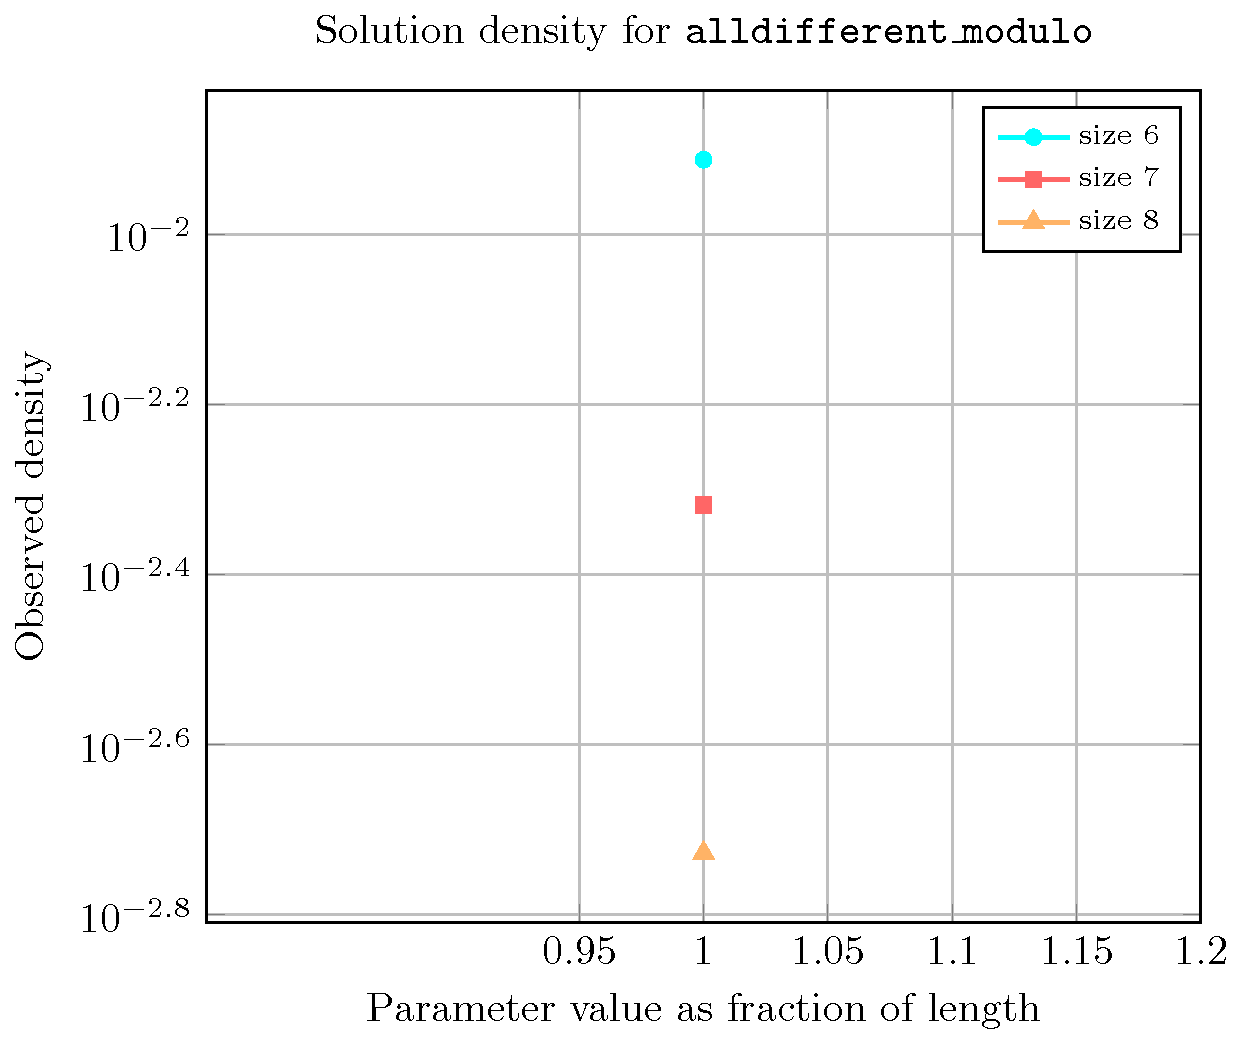 Solution density for alldifferent_modulo
size 6
size 7
size 8
10^−2
10^−2.2
10^−2.4
10^−2.6
10^−2.8
Observed density
0.95 1 1.05 1.1 1.15 1.2
Parameter value as fraction of length